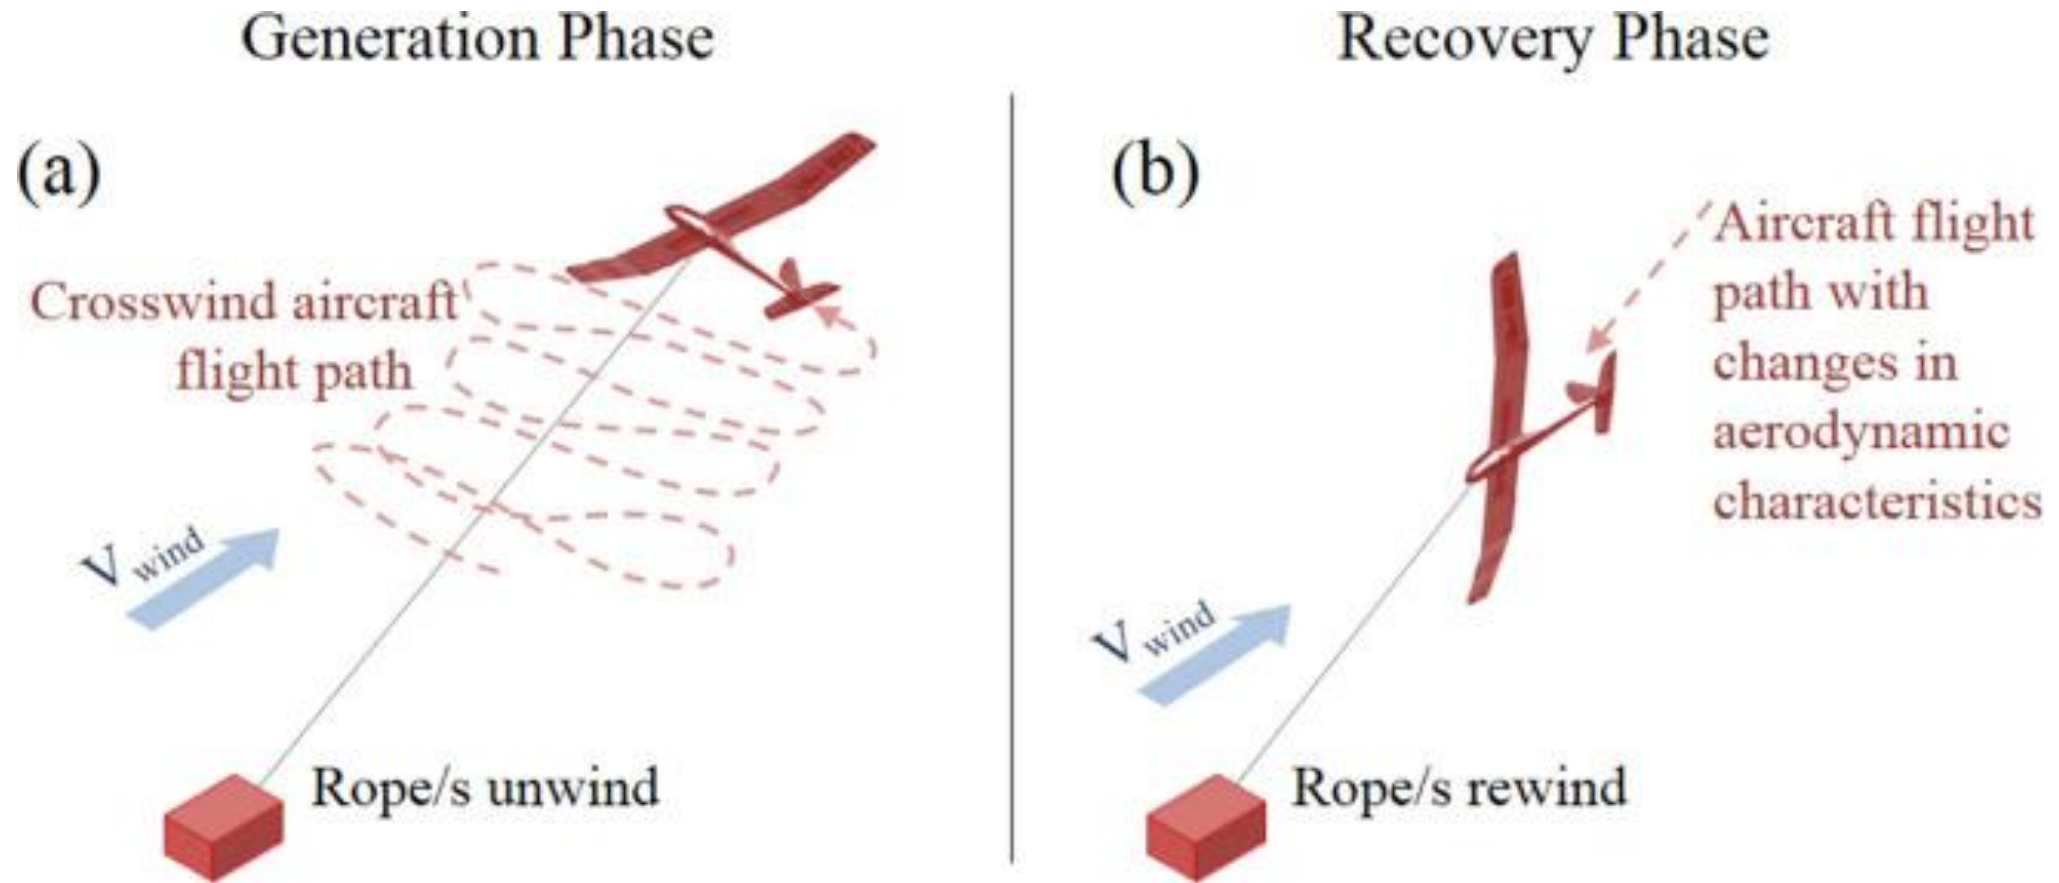 Generation Phase
Recovery Phase
(a)
(b)
Crosswind aircraft
flight path
V wind
Rope/s unwind
Aircraft flight
path with
changes in
aerodynamic
characteristics
V wind
Rope/s rewind